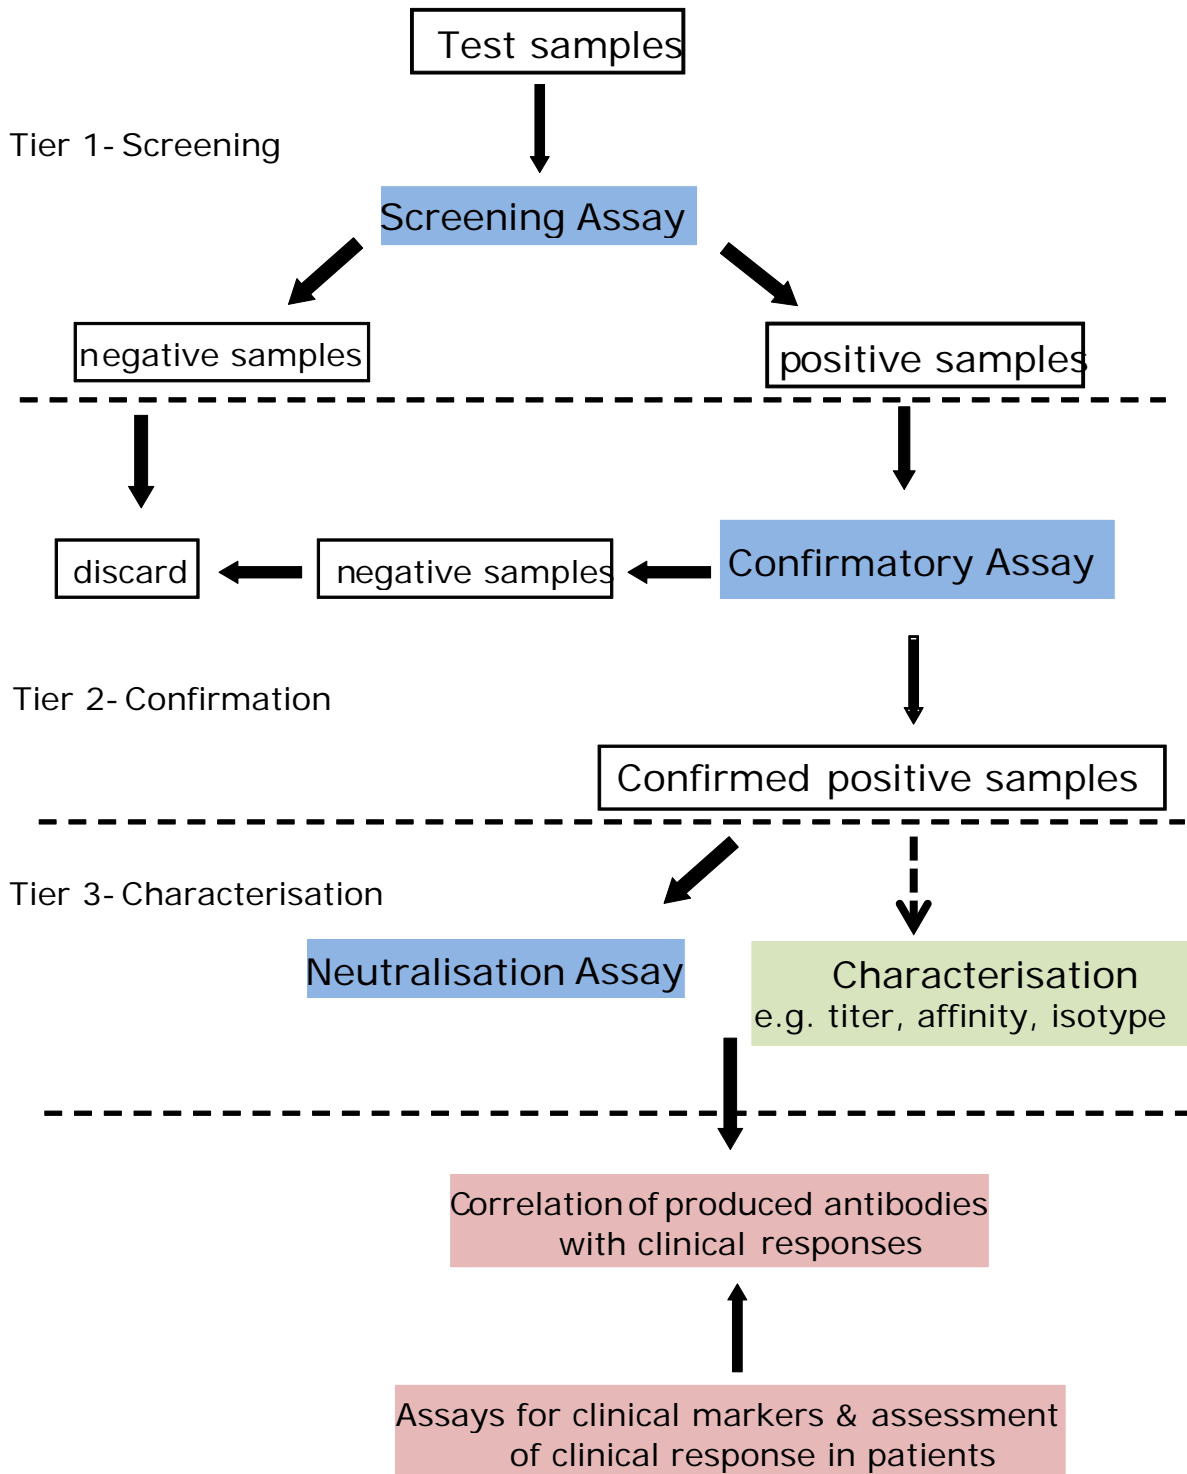 Test samples
Tier 1- Screening
Screening Assay
negative samples
positive samples
discard
negative samples
Confirmatory Assay
Tier 2- Confirmation
Confirmed positive samples
Tier 3- Characterisation
Neutralisation Assay
Characterisation
e.g. titer, affinity, isotype
Correlation of produced antibodies
with clinical responses
Assays for clinical markers & assessment
of clinical response in patients